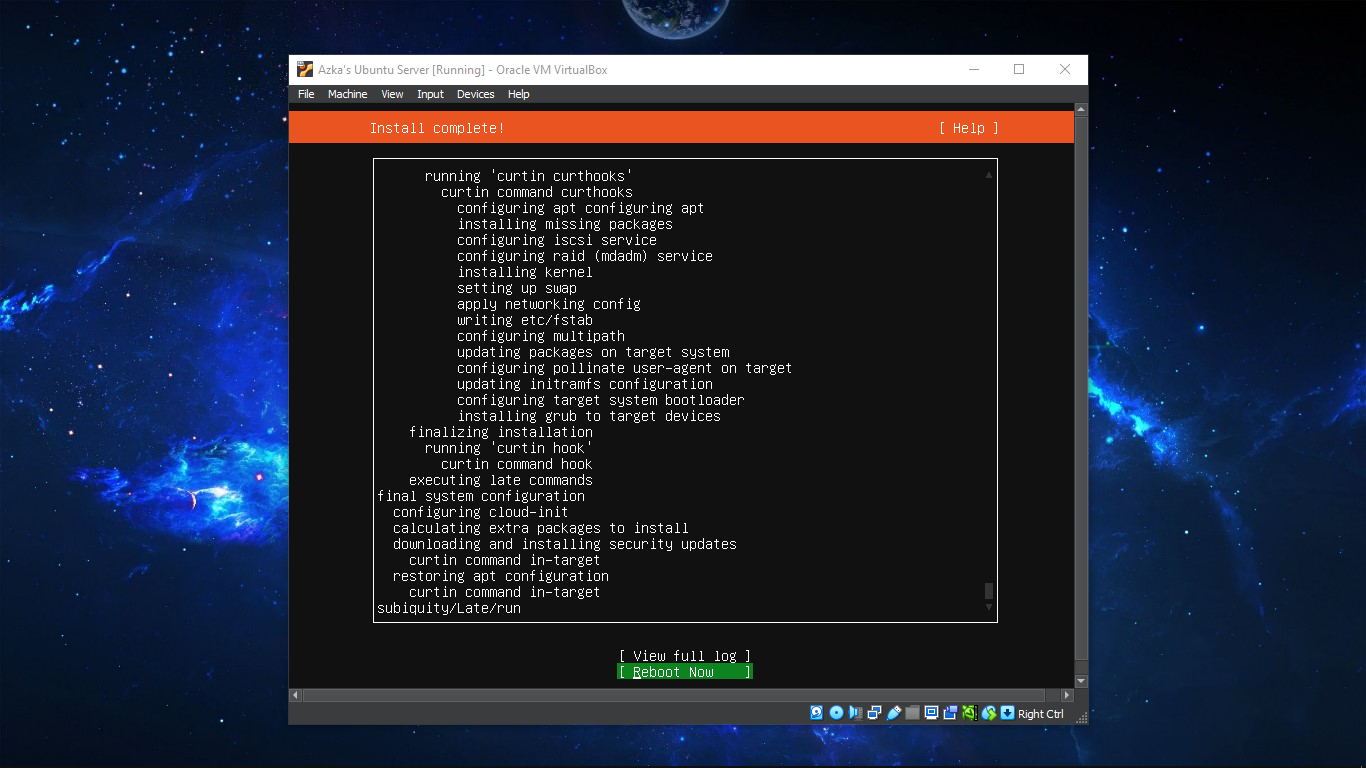 Azka's Ubuntu Server [Running] - Oracle VM VirtualBox
File Machine View Input Devices Help
Install complete! [ Help ]
running 'curtin curthooks'
curtin command curthooks
configuring apt configuring apt
installing missing packages
configuring iscsi service
configuring raid (mdadm) service
installing kernel
setting up swap
apply networking config
writing etc/fstab
configuring multipath
updating packages on target system
configuring pollinate user-agent on target
updating initramfs configuration
configuring target system bootloader
installing grub to target devices
finalizing installation
running 'curtin hook'
curtin command hook
executing late commands
final system configuration
configuring cloud-init
calculating extra packages to install
downloading and installing security updates
curtin command in-target
restoring apt configuration
curtin command in-target
subiquity/Late/run
[ View full log ]
[ Reboot Now ]
Right Ctrl